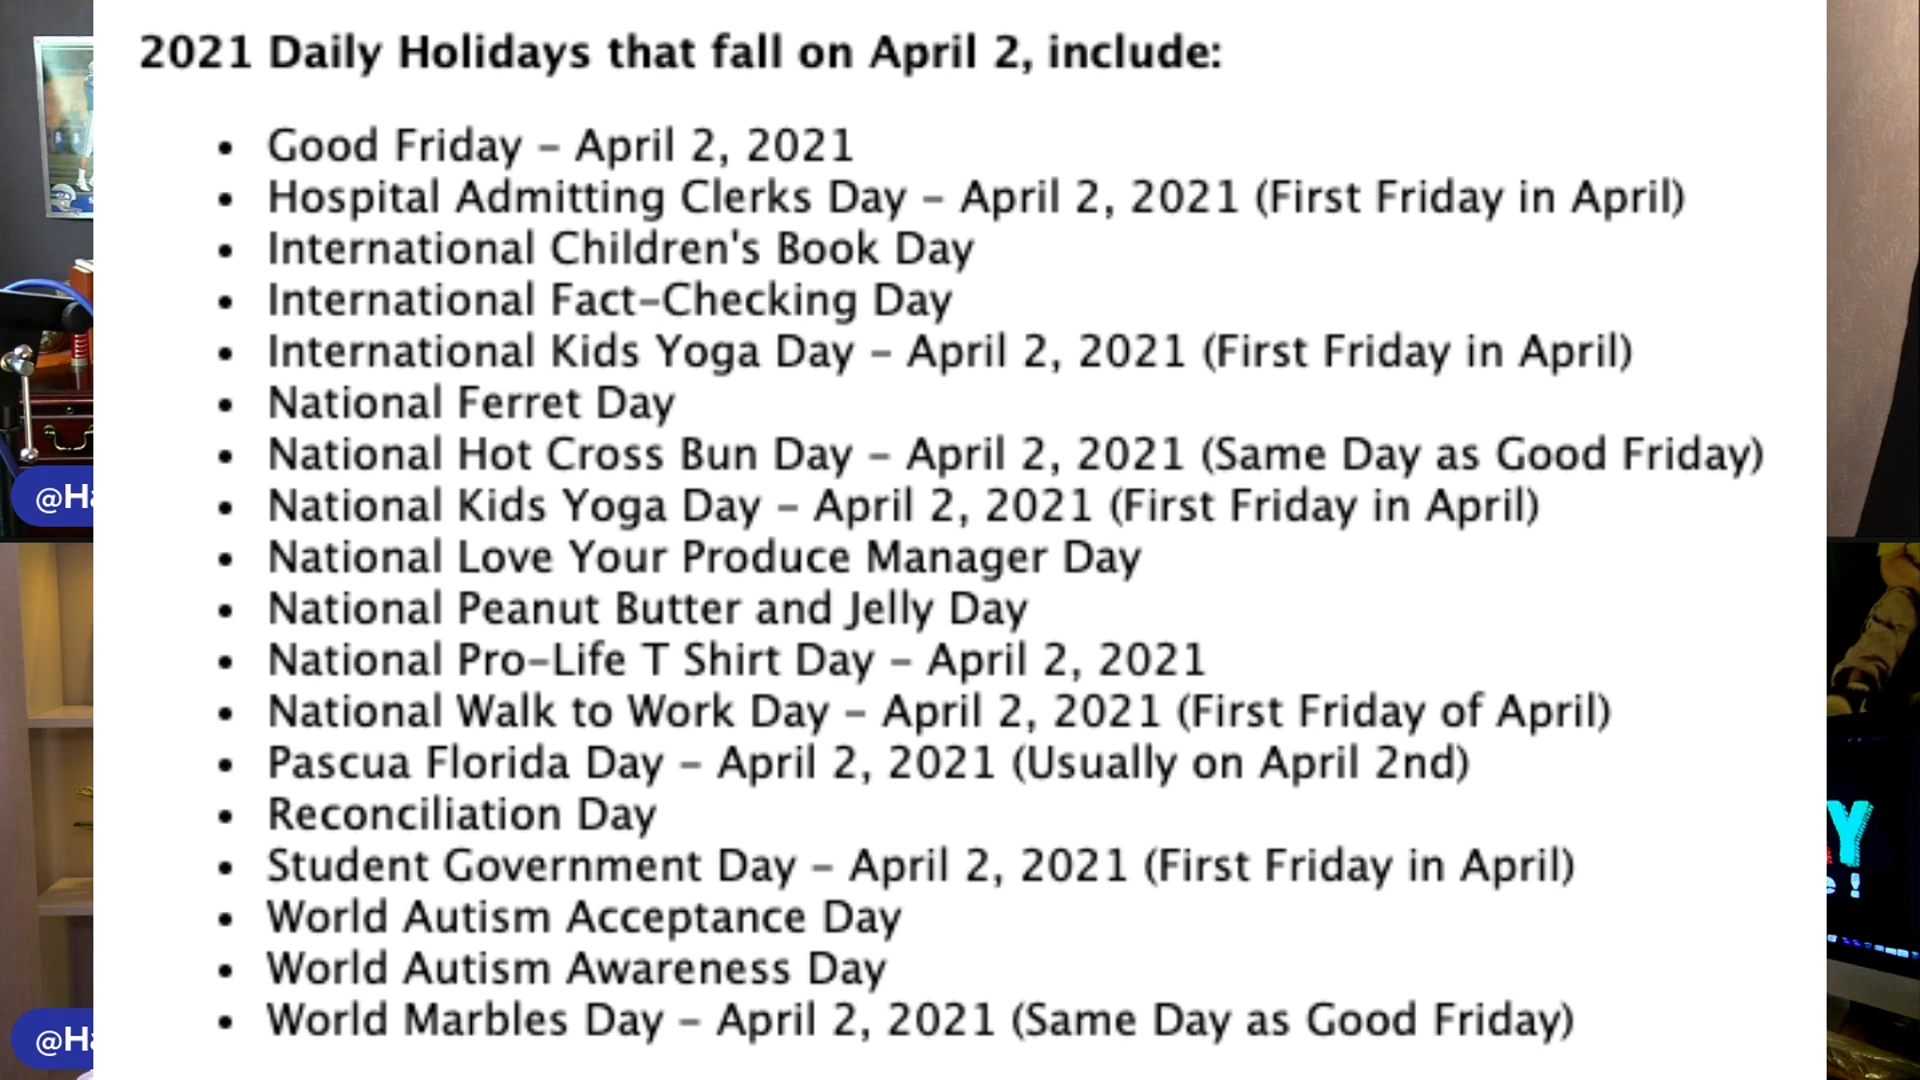 2021 Daily Holidays that fall on April 2, include:
• Good Friday – April 2, 2021
• Hospital Admitting Clerks Day – April 2, 2021 (First Friday in April)
• International Children's Book Day
• International Fact-Checking Day
• International Kids Yoga Day – April 2, 2021 (First Friday in April)
• National Ferret Day
• National Hot Cross Bun Day – April 2, 2021 (Same Day as Good Friday)
• National Kids Yoga Day – April 2, 2021 (First Friday in April)
• National Love Your Produce Manager Day
• National Peanut Butter and Jelly Day
• National Pro-Life T Shirt Day – April 2, 2021
• National Walk to Work Day – April 2, 2021 (First Friday of April)
• Pascua Florida Day – April 2, 2021 (Usually on April 2nd)
• Reconciliation Day
• Student Government Day – April 2, 2021 (First Friday in April)
• World Autism Acceptance Day
• World Autism Awareness Day
• World Marbles Day – April 2, 2021 (Same Day as Good Friday)